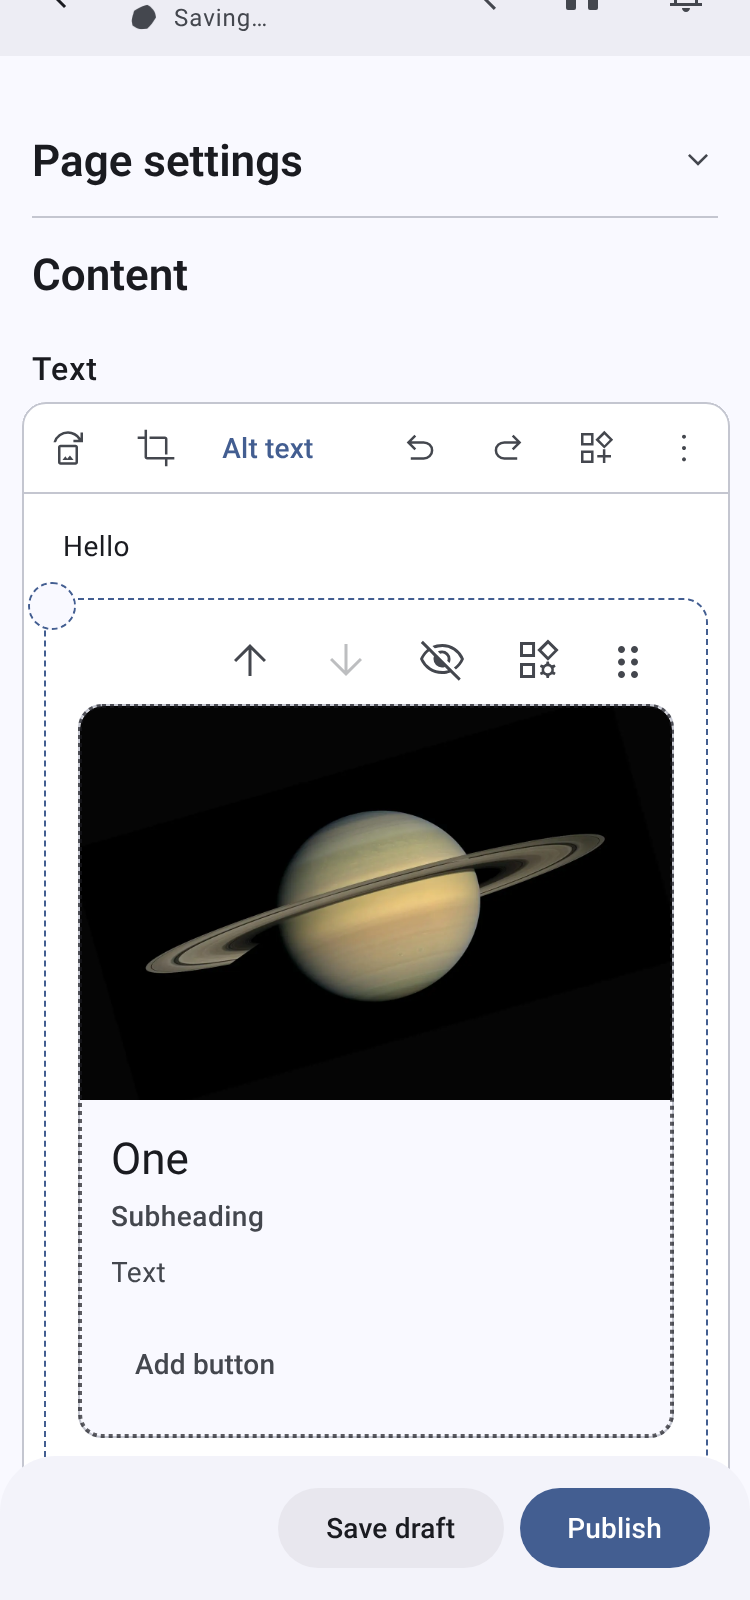 Saving…
Page settings
Content
Text
Alt text
Hello
One
Subheading
Text
Add button
Save draft
Publish